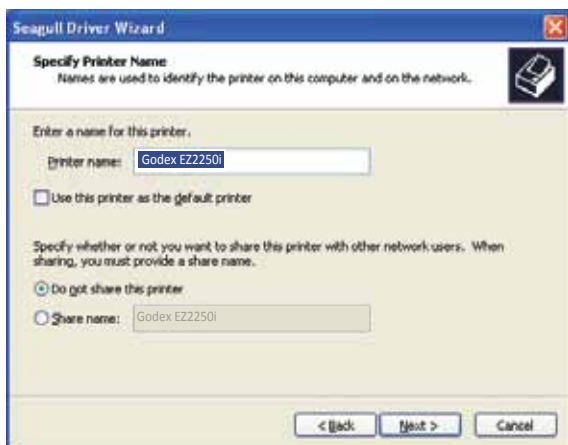 Seagull Driver Wizard
Specify Printer Name
Names are used to identify the printer on this computer and on the network.
Enter a name for this printer.
Printer name: Godex EZ2250i
Use this printer as the default printer
Specify whether or not you want to share this printer with other network users. When
sharing, you must provide a share name.
Do not share this printer
Share name: Godex EZ2250i
< Back Next > Cancel